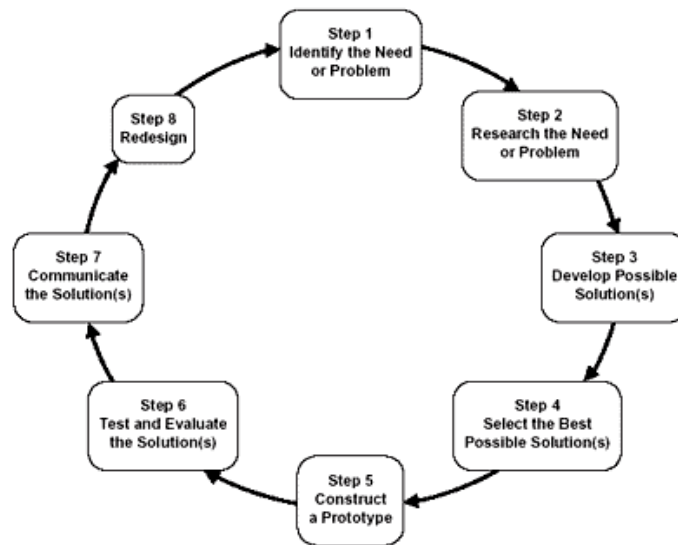 Step 1
Identify the Need
or Problem
Step 2
Research the Need
or Problem
Step 3
Develop Possible
Solution(s)
Step 4
Select the Best
Possible Solution(s)
Step 5
Construct
a Prototype
Step 6
Test and Evaluate
the Solution(s)
Step 7
Communicate
the Solution(s)
Step 8
Redesign